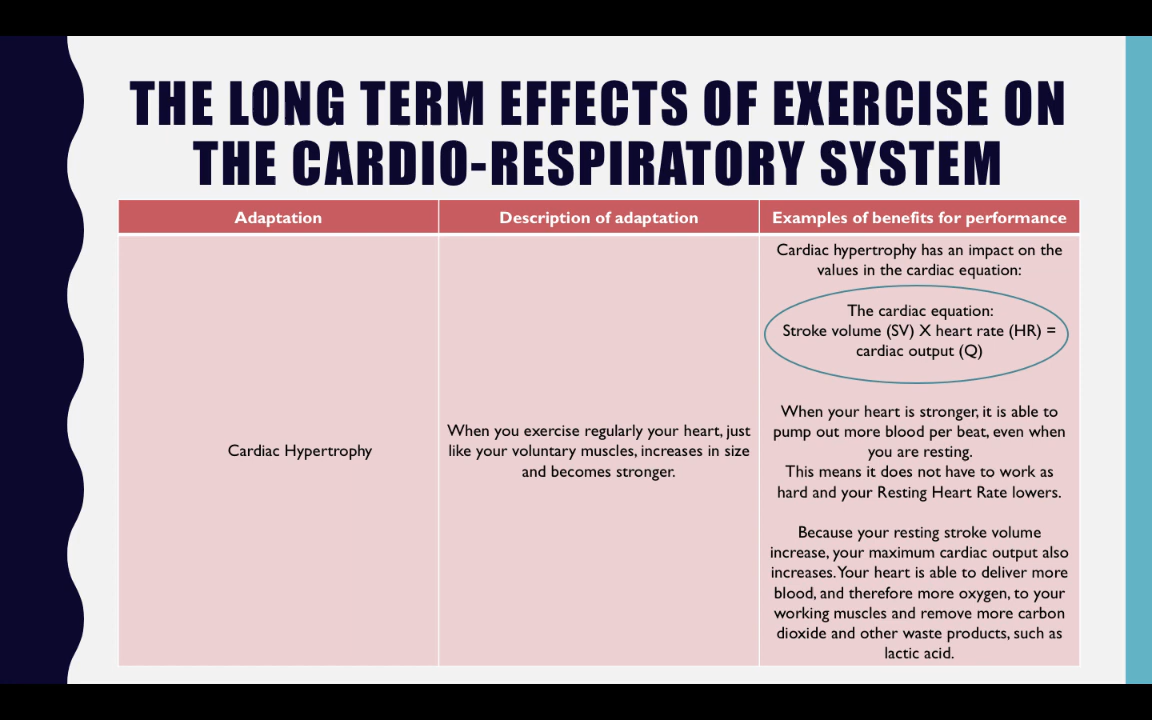 THE LONG TERM EFFECTS OF EXERCISE ON
THE CARDIO-RESPIRATORY SYSTEM
Adaptation
Description of adaptation
Examples of benefits for performance
Cardiac Hypertrophy
When you exercise regularly your heart, just
like your voluntary muscles, increases in size
and becomes stronger.
Cardiac hypertrophy has an impact on the
values in the cardiac equation:
The cardiac equation:
Stroke volume (SV) X heart rate (HR) =
cardiac output (Q)
When your heart is stronger, it is able to
pump out more blood per beat, even when
you are resting.
This means it does not have to work as
hard and your Resting Heart Rate lowers.
Because your resting stroke volume
increase, your maximum cardiac output also
increases. Your heart is able to deliver more
blood, and therefore more oxygen, to your
working muscles and remove more carbon
dioxide and other waste products, such as
lactic acid.